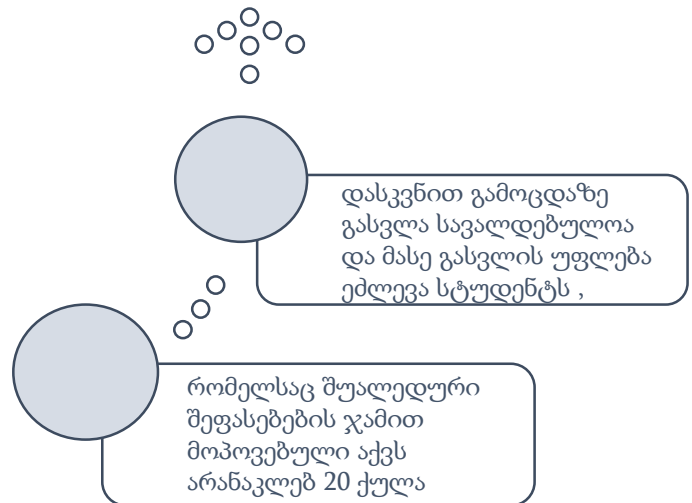 დასკვნით გამოცდაზე
გასვლა სავალდებულოა
და მასე გასვლის უფლება
ეძლევა სტუდენტს ,
რომელსაც შუალედური
შეფასებების ჯამით
მოპოვებული აქვს
არანაკლებ 20 ქულა